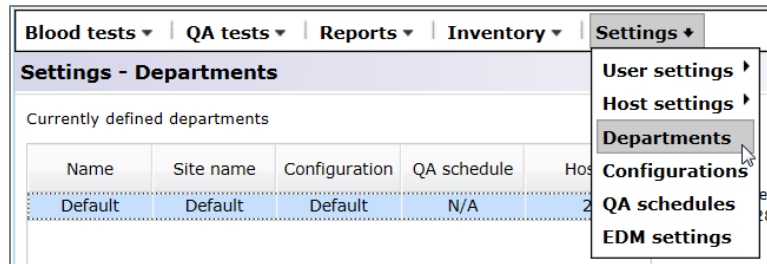 Blood tests QA tests Reports Inventory Settings
Settings - Departments
User settings
Host settings
Currently defined departments
Departments
Name Site name Configuration QA schedule
Configurations
Default Default Default N/A 2
QA schedules
EDM settings